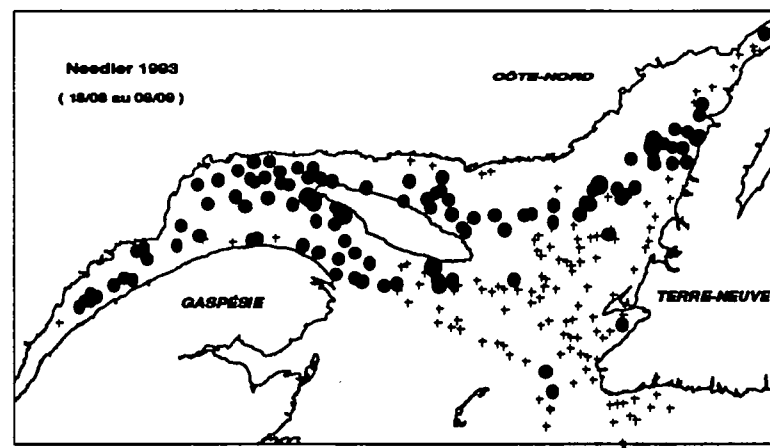 Needler 1993
( 18/08 au 09/09 )
CÔTE-NORD
GASPÉSIE
TERRE-NEUVE